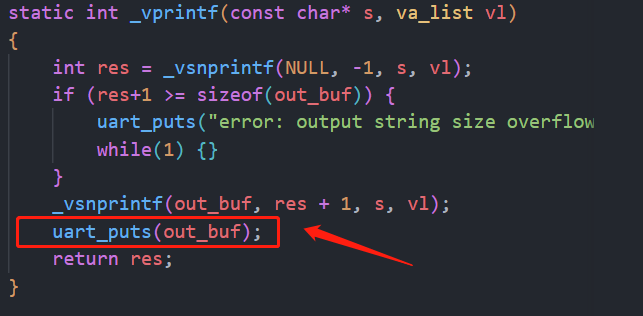 static int _vprintf(const char* s, va_list vl)
{
int res = _vsnprintf(NULL, -1, s, vl);
if (res+1 >= sizeof(out_buf)) {
uart_puts("error: output string size overflow
while(1) {}
}
_vsnprintf(out_buf, res + 1, s, vl);
uart_puts(out_buf);
return res;
}